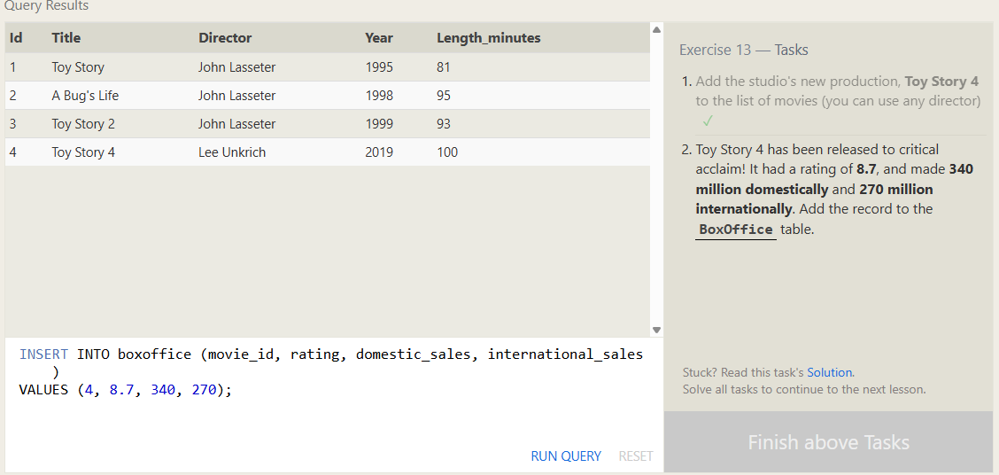 Query Results
Id Title Director Year Length_minutes
1 Toy Story John Lasseter 1995 81
2 A Bug's Life John Lasseter 1998 95
3 Toy Story 2 John Lasseter 1999 93
4 Toy Story 4 Lee Unkrich 2019 100
INSERT INTO boxoffice (movie_id, rating, domestic_sales, international_sales
)
VALUES (4, 8.7, 340, 270);
RUN QUERY RESET
Exercise 13 — Tasks
1. Add the studio's new production, Toy Story 4
to the list of movies (you can use any director)
✓
2. Toy Story 4 has been released to critical
acclaim! It had a rating of 8.7, and made 340
million domestically and 270 million
internationally. Add the record to the
BoxOffice table.
Stuck? Read this task's Solution.
Solve all tasks to continue to the next lesson.
Finish above Tasks